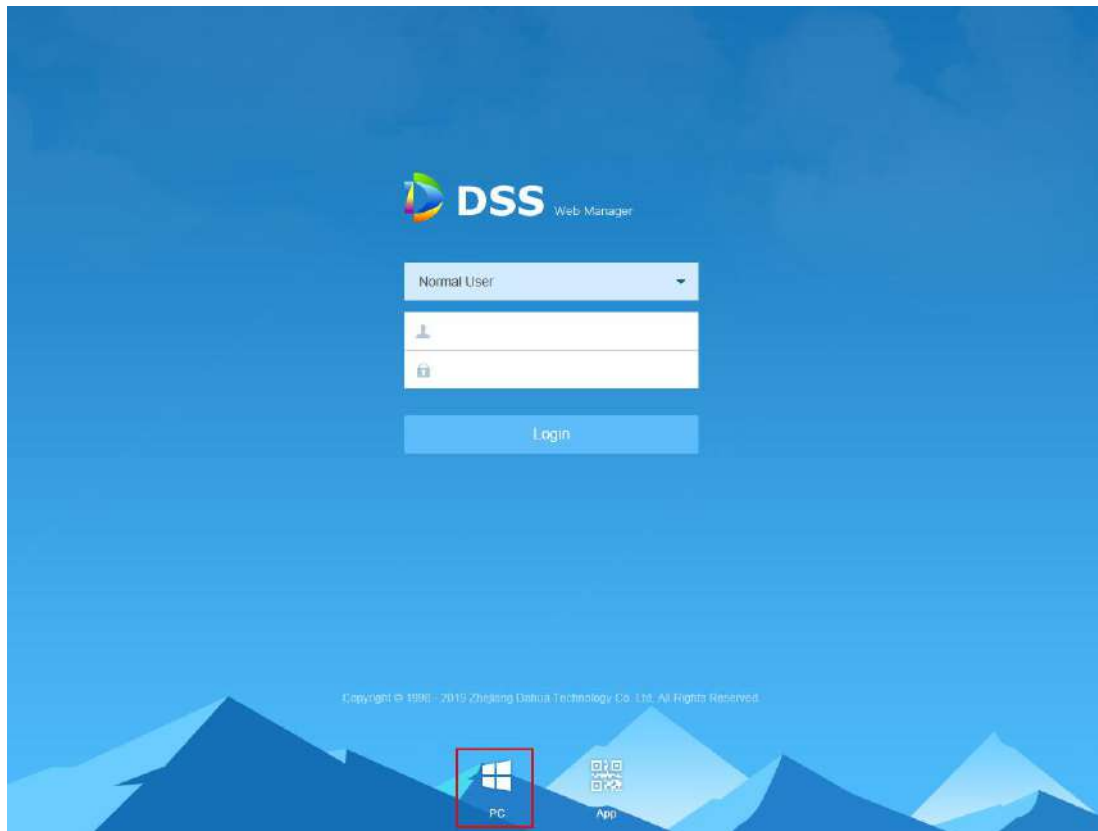 DSS Web Manager
Normal User
Login
Copyright © 1998 - 2019 Zhejiang Dahua Technology Co. Ltd. All Rights Reserved.
PC
App